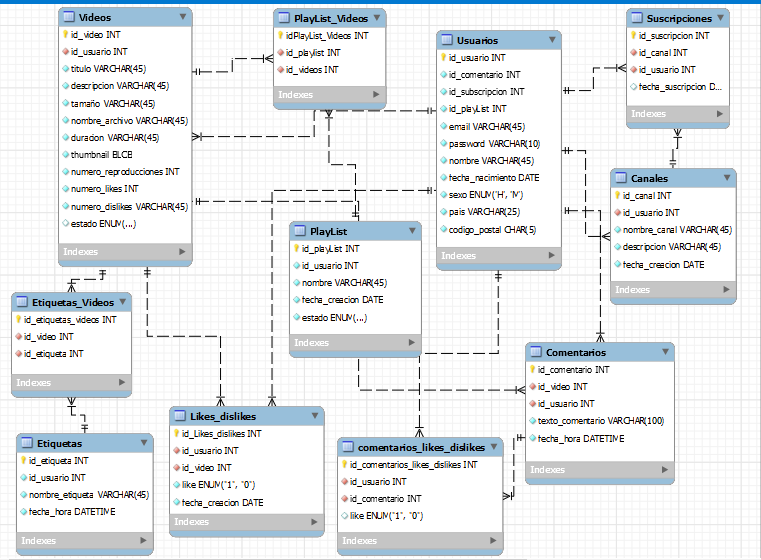 Videos
id_video INT
id_usuario INT
titulo VARCHAR(45)
descripcion VARCHAR(45)
tamaño VARCHAR(45)
nombre_archivo VARCHAR(45)
duracion VARCHAR(45)
thumbnail BLCB
numero_reproducciones INT
numero_likes INT
numero_dislikes VARCHAR(45)
estado ENUM(...)
Indexes
PlayList_Videos
idPlayList_Videos INT
id_playlist INT
id_videos INT
Indexes
Usuarios
id_usuario INT
id_comentario INT
id_subscripcion INT
id_playList INT
email VARCHAR(45)
password VARCHAR(10)
nombre VARCHAR(45)
fecha_nacimiento DATE
sexo ENUM('H', 'M')
pais VARCHAR(25)
codigo_postal CHAR(5)
Indexes
Suscripciones
id_suscripcion INT
id_canal INT
id_usuario INT
fecha_suscripcion D...
Indexes
Canales
id_canal INT
id_usuario INT
nombre_canal VARCHAR(45)
descripcion VARCHAR(45)
fecha_creacion DATE
Indexes
PlayList
id_playList INT
id_usuario INT
nombre VARCHAR(45)
fecha_creacion DATE
estado ENUM(...)
Indexes
Etiquetas_Videos
id_etiquetas_videos INT
id_video INT
id_etiqueta INT
Indexes
Comentarios
id_comentario INT
id_video INT
id_usuario INT
texto_comentario VARCHAR(100)
fecha_hora DATETIME
Indexes
Etiquetas
id_etiqueta INT
id_usuario INT
nombre_etiqueta VARCHAR(45)
fecha_hora DATETIME
Indexes
Likes_dislikes
id_Likes_dislikes INT
id_usuario INT
id_video INT
like ENUM("1", "0")
fecha_creacion DATE
Indexes
comentarios_likes_dislikes
id_comentarios_likes_dislikes INT
id_usuario INT
id_comentario INT
like ENUM("1", "0")
Indexes